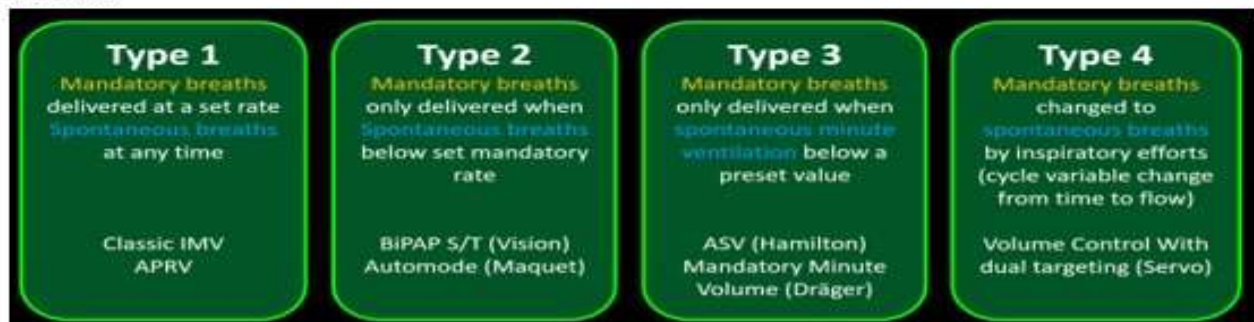 Type 1
Mandatory breaths
delivered at a set rate
Spontaneous breaths
at any time
Classic IMV
APRV
Type 2
Mandatory breaths
only delivered when
Spontaneous breaths
below set mandatory
rate
BiPAP S/T (Vision)
Automode (Maquet)
Type 3
Mandatory breaths
only delivered when
spontaneous minute
ventilation below a
preset value
ASV (Hamilton)
Mandatory Minute
Volume (Dräger)
Type 4
Mandatory breaths
changed to
spontaneous breaths
by inspiratory efforts
(cycle variable change
from time to flow)
Volume Control With
dual targeting (Servo)